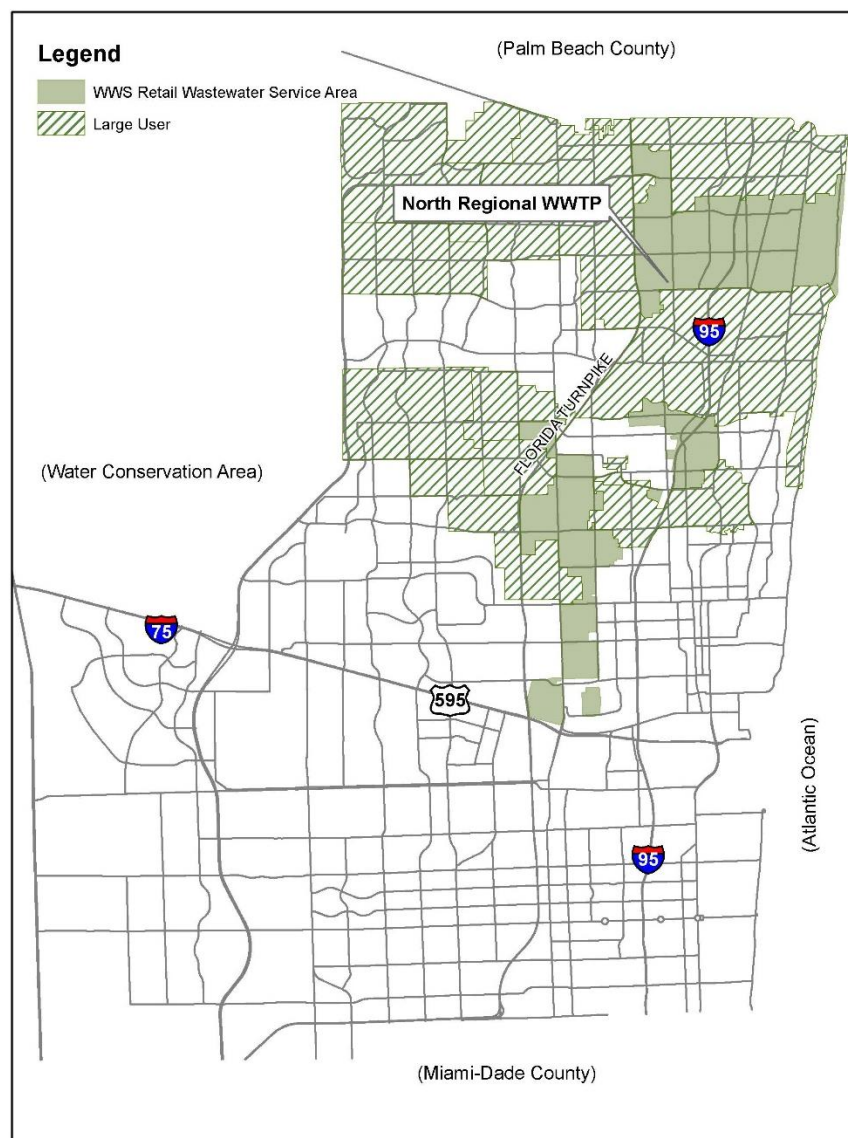 (Palm Beach County)
Legend
WWS Retail Wastewater Service Area
Large User
North Regional WWTP
95
FLORIDA TURNPIKE
(Water Conservation Area)
75
595
(Atlantic Ocean)
95
(Miami-Dade County)